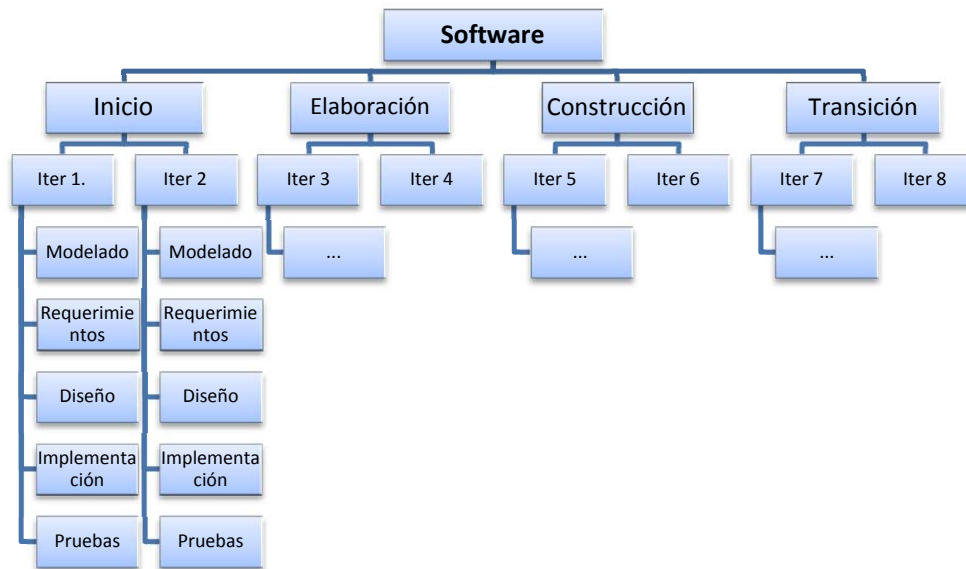 Software
Inicio
Elaboración
Construcción
Transición
Iter 1.
Iter 2
Iter 3
Iter 4
Iter 5
Iter 6
Iter 7
Iter 8
Modelado
Modelado
...
...
...
Requerimie
ntos
Requerimie
ntos
Diseño
Diseño
Implementa
ción
Implementa
ción
Pruebas
Pruebas